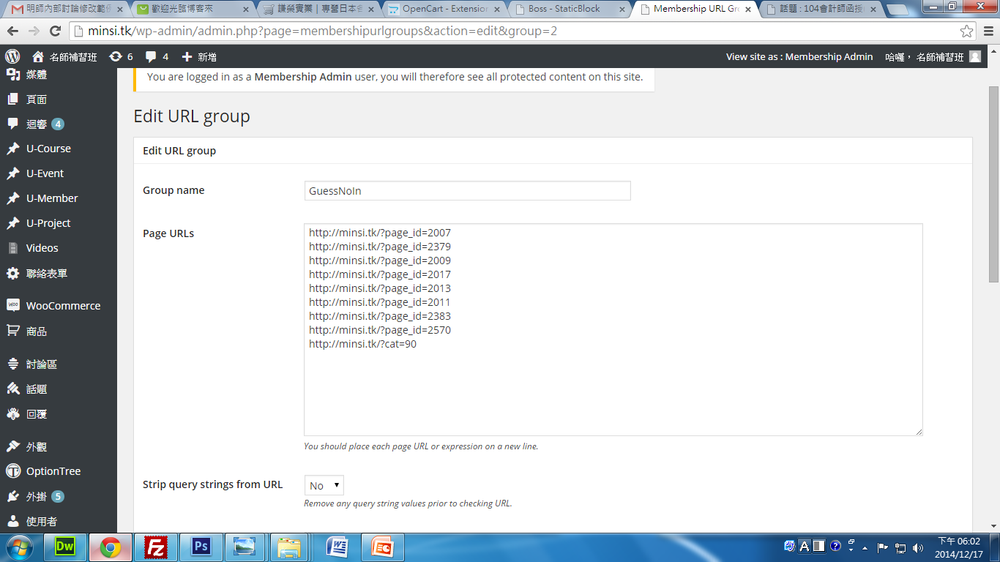 明師內部討論修改範例
歡迎光臨博客來
謙榮實業｜專營日本各
OpenCart - Extension
Boss - StaticBlock
Membership URL Gro
話題 : 104會計師函授
minsi.tk/wp-admin/admin.php?page=membershipurlgroups&action=edit&group=2
名師補習班 6 4 新增
View site as : Membership Admin 哈囉， 名師補習班
媒體
頁面
迴響 4
U-Course
U-Event
U-Member
U-Project
Videos
聯絡表單
WooCommerce
商品
討論區
話題
回覆
外觀
OptionTree
外掛 5
使用者
You are logged in as a Membership Admin user, you will therefore see all protected content on this site.
Edit URL group
Edit URL group
Group name
GuessNoIn
Page URLs
http://minsi.tk/?page_id=2007
http://minsi.tk/?page_id=2379
http://minsi.tk/?page_id=2009
http://minsi.tk/?page_id=2017
http://minsi.tk/?page_id=2013
http://minsi.tk/?page_id=2011
http://minsi.tk/?page_id=2383
http://minsi.tk/?page_id=2570
http://minsi.tk/?cat=90
You should place each page URL or expression on a new line.
Strip query strings from URL
No
Remove any query string values prior to checking URL.
Dw
Fz
Ps
A
下午 06:02
2014/12/17